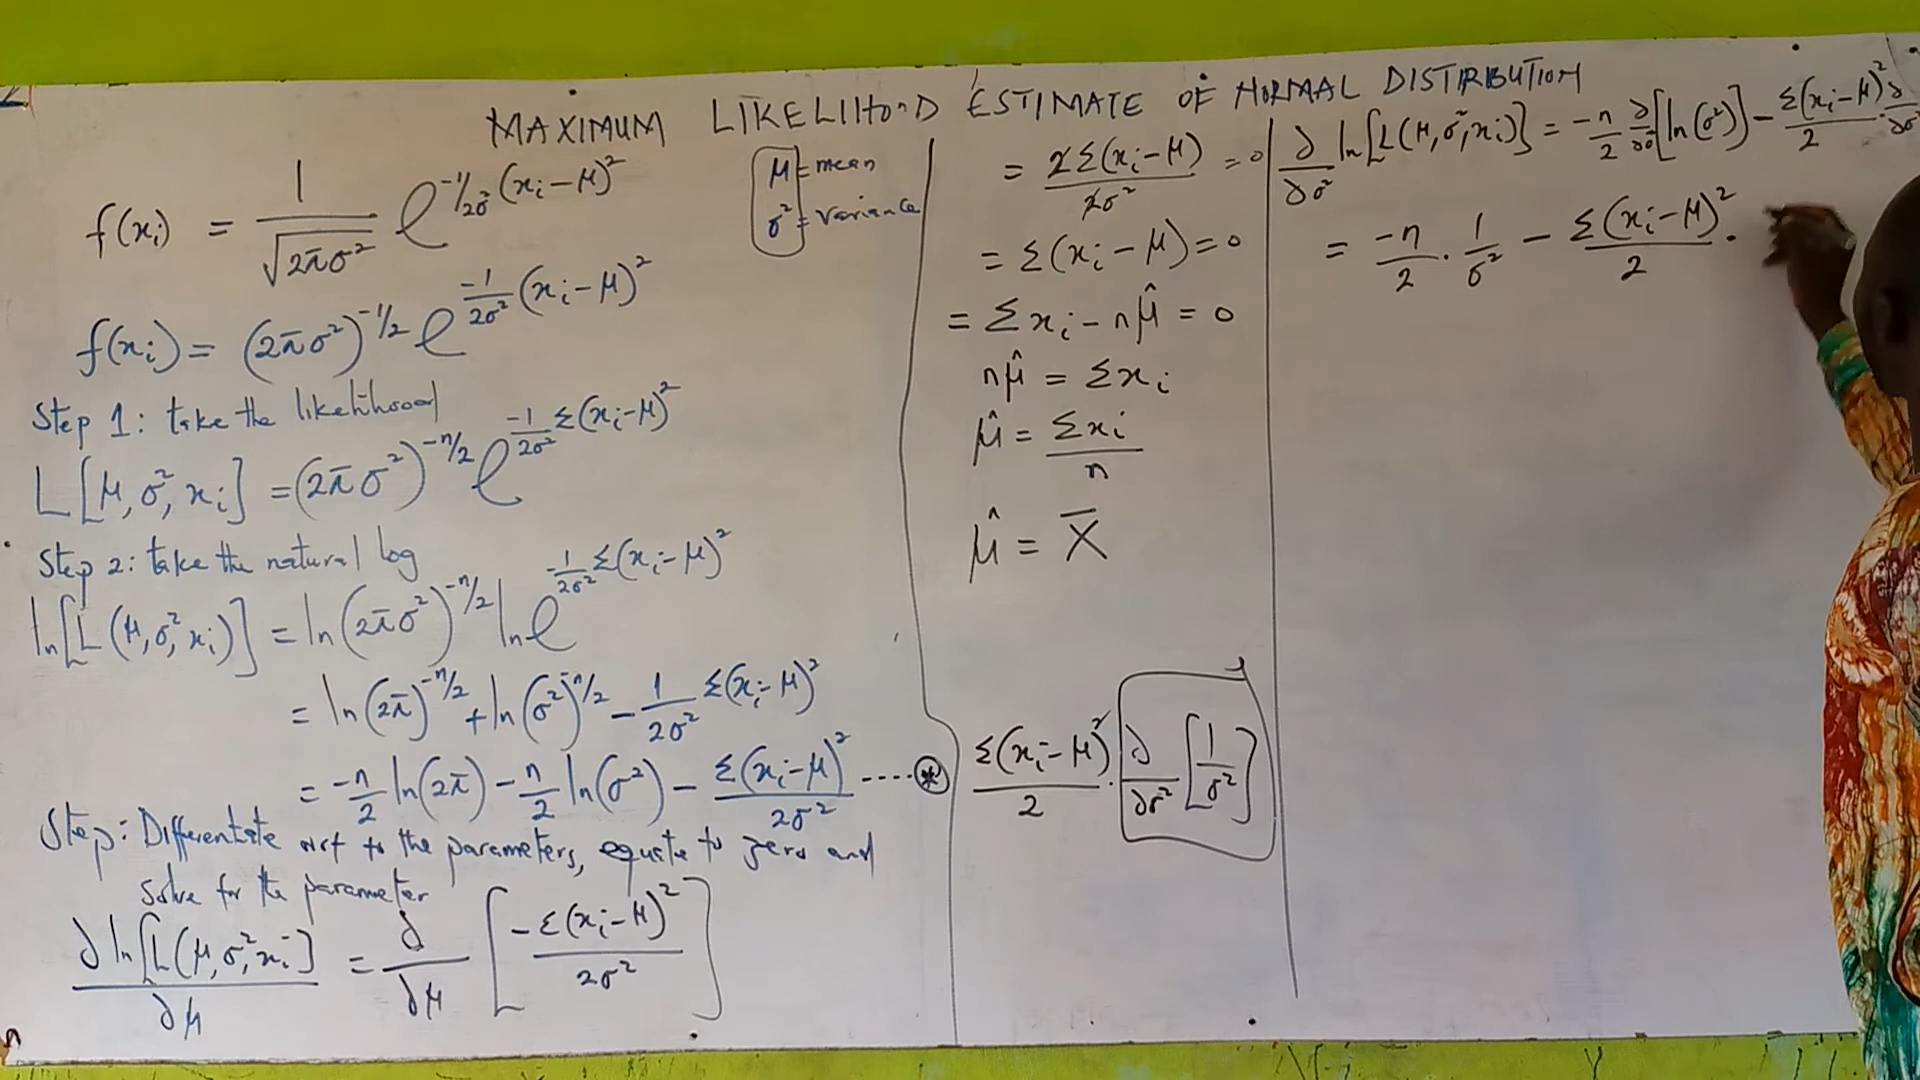 MAXIMUM LIKELIHOOD ESTIMATE OF NORMAL DISTRIBUTION
f(xᵢ) = 1/√(2πσ²) e^(-1/2σ² (xᵢ-μ)²)
μ = mean
σ² = variance
f(xᵢ) = (2πσ²)^(-1/2) e^(-1/2σ² (xᵢ-μ)²)
Step 1: take the likelihood
L[μ,σ²,xᵢ] = (2πσ²)^(-n/2) e^(-1/2σ² Σ(xᵢ-μ)²)
Step 2: take the natural log
ln[L(μ,σ²,xᵢ)] = ln(2πσ²)^(-n/2) ln e^(-1/2σ² Σ(xᵢ-μ)²)
= ln(2π)^(-n/2) + ln(σ²)^(-n/2) - 1/2σ² Σ(xᵢ-μ)²
= -n/2 ln(2π) - n/2 ln(σ²) - Σ(xᵢ-μ)²/2σ² ----⊛
Step: Differentiate wrt to the parameters, equate to zero and
solve for the parameter
∂ln[L(μ,σ²,xᵢ]/∂μ = ∂/∂μ [-Σ(xᵢ-μ)²/2σ²]
= 2Σ(xᵢ-μ)/2σ² = 0
= Σ(xᵢ-μ) = 0
= Σxᵢ - nμ̂ = 0
nμ̂ = Σxᵢ
μ̂ = Σxᵢ/n
μ̂ = X̄
Σ(xᵢ-μ)²/2 . ∂/∂σ² [1/σ²]
∂/∂σ² ln[L(μ,σ²,xᵢ)] = -n/2 ∂/∂σ² [ln(σ²)] - Σ(xᵢ-μ)²/2 . ∂/∂σ²
= -n/2 . 1/σ² - Σ(xᵢ-μ)²/2 .